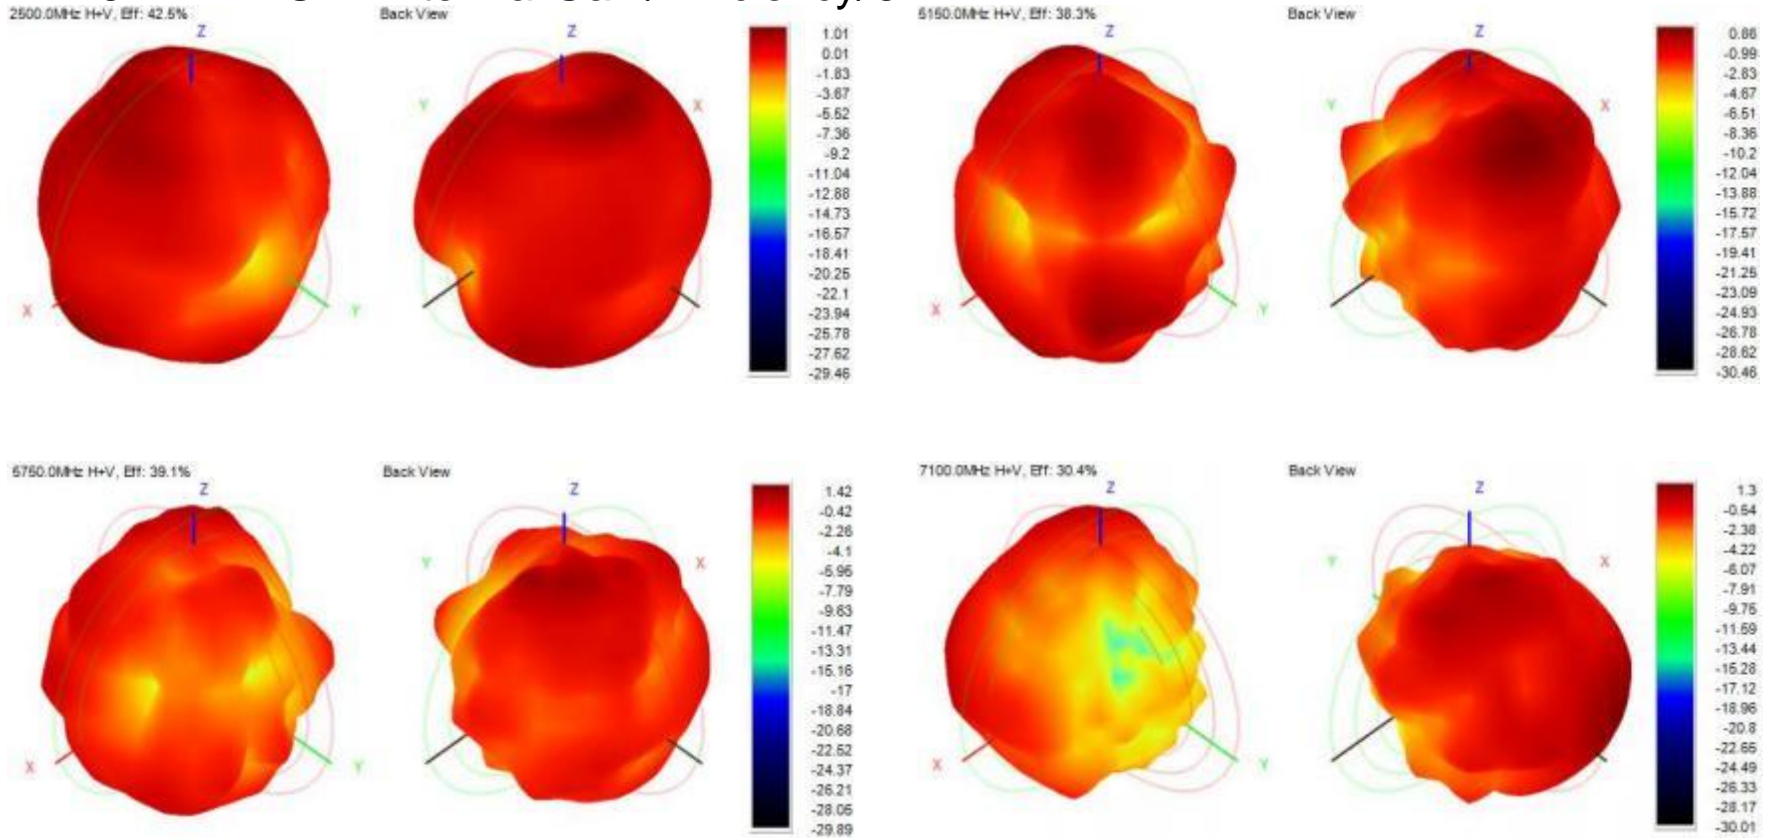 2500.0MHz H+V, Eff: 42.5%
Back View
Z
Z
Y
X
X
Y
1.01
0.01
-1.83
-3.67
-5.52
-7.36
-9.2
-11.04
-12.88
-14.73
-16.57
-18.41
-20.25
-22.1
-23.94
-25.78
-27.62
-29.46
5150.0MHz H+V, Eff: 38.3%
Back View
Z
Z
Y
X
X
Y
0.86
-0.99
-2.83
-4.67
-6.51
-8.36
-10.2
-12.04
-13.88
-15.72
-17.57
-19.41
-21.25
-23.09
-24.93
-26.78
-28.62
-30.46
5750.0MHz H+V, Eff: 39.1%
Back View
Z
Z
Y
X
X
Y
1.42
-0.42
-2.26
-4.1
-5.95
-7.79
-9.63
-11.47
-13.31
-15.16
-17
-18.84
-20.68
-22.52
-24.37
-26.21
-28.05
-29.89
7100.0MHz H+V, Eff: 30.4%
Back View
Z
Z
Y
X
X
Y
1.3
-0.54
-2.38
-4.22
-6.07
-7.91
-9.75
-11.59
-13.44
-15.28
-17.12
-18.96
-20.8
-22.65
-24.49
-26.33
-28.17
-30.01